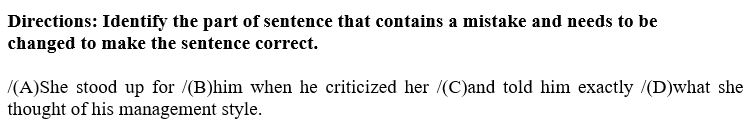 Directions: Identify the part of sentence that contains a mistake and needs to be
changed to make the sentence correct.
/(A)She stood up for /(B)him when he criticized her /(C)and told him exactly /(D)what she
thought of his management style.